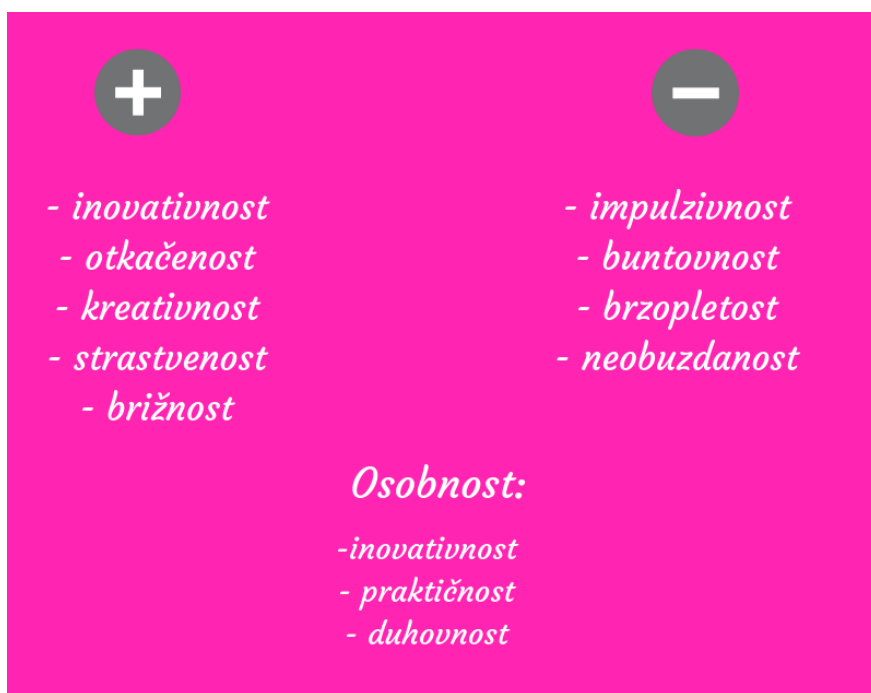 - inovativnost
- otkačenost
- kreativnost
- strastvenost
- brižnost
- impulzivnost
- buntovnost
- brzopletost
- neobuzdanost
Osobnost:
-inovativnost
- praktičnost
- duhovnost